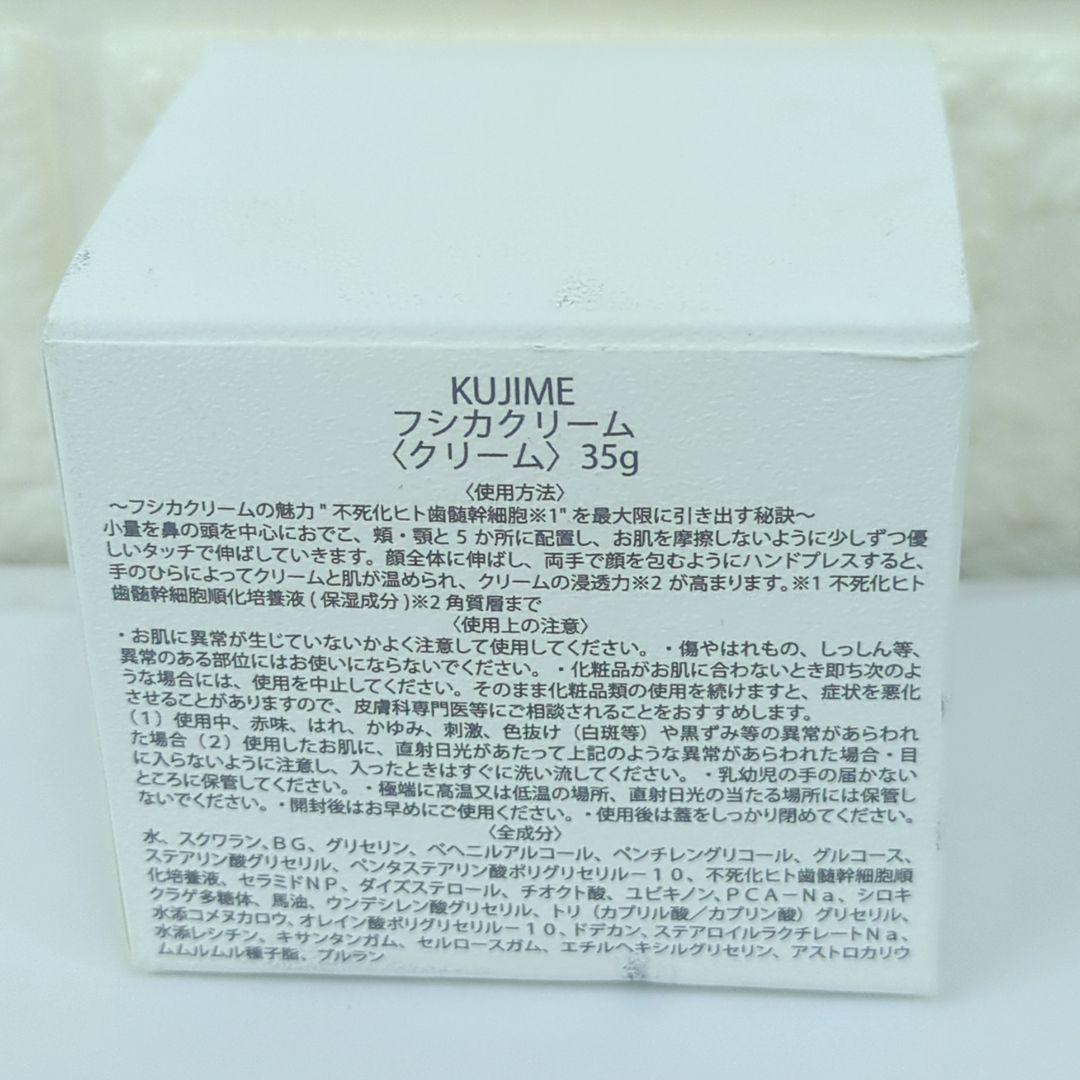 KUJIME
フシカクリーム
〈クリーム〉35g
〈使用方法〉
～フシカクリームの魅力"不死化ヒト歯髄幹細胞※1"を最大限に引き出す秘訣～
小量を鼻の頭を中心におでこ、頬・顎と5か所に配置し、お肌を摩擦しないように少しずつ優
しいタッチで伸ばしていきます。顔全体に伸ばし、両手で顔を包むようにハンドプレスすると、
手のひらによってクリームと肌が温められ、クリームの浸透力※2が高まります。※1 不死化ヒト
歯髄幹細胞順化培養液(保湿成分)※2角質層まで
〈使用上の注意〉
・お肌に異常が生じていないかよく注意して使用してください。・傷やはれもの、しっしん等、
異常のある部位にはお使いにならないでください。・化粧品がお肌に合わないとき即ち次のよ
うな場合には、使用を中止してください。そのまま化粧品類の使用を続けますと、症状を悪化
させることがありますので、皮膚科専門医等にご相談されることをおすすめします。
（1）使用中、赤味、はれ、かゆみ、刺激、色抜け（白斑等）や黒ずみ等の異常があらわれ
た場合（2）使用したお肌に、直射日光があたって上記のような異常があらわれた場合・目
に入らないように注意し、入ったときはすぐに洗い流してください。・乳幼児の手の届かない
ところに保管してください。・極端に高温又は低温の場所、直射日光の当たる場所には保管し
ないでください。・開封後はお早めにご使用ください。・使用後は蓋をしっかり閉めてください。
〈全成分〉
水、スクワラン、BG、グリセリン、ベヘニルアルコール、ペンチレングリコール、グルコース、
ステアリン酸グリセリル、ペンタステアリン酸ポリグリセリル－１０、不死化ヒト歯髄幹細胞順
化培養液、セラミドNP、ダイズステロール、チオクト酸、ユビキノン、PCA－Na、シロキ
クラゲ多糖体、馬油、ウンデシレン酸グリセリル、トリ（カプリル酸／カプリン酸）グリセリル、
水添コメヌカロウ、オレイン酸ポリグリセリル－１０、ドデカン、ステアロイルラクチレートNa、
水添レシチン、キサンタンガム、セルロースガム、エチルヘキシルグリセリン、アストロカリウ
ムムルムル種子脂、プルラン